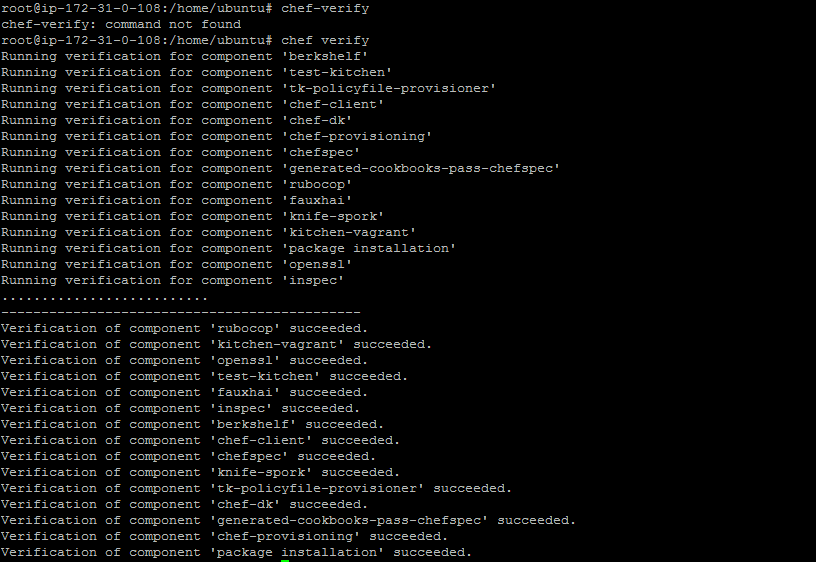 root@ip-172-31-0-108:/home/ubuntu# chef-verify
chef-verify: command not found
root@ip-172-31-0-108:/home/ubuntu# chef verify
Running verification for component 'berkshelf'
Running verification for component 'test-kitchen'
Running verification for component 'tk-policyfile-provisioner'
Running verification for component 'chef-client'
Running verification for component 'chef-dk'
Running verification for component 'chef-provisioning'
Running verification for component 'chefspec'
Running verification for component 'generated-cookbooks-pass-chefspec'
Running verification for component 'rubocop'
Running verification for component 'fauxhai'
Running verification for component 'knife-spork'
Running verification for component 'kitchen-vagrant'
Running verification for component 'package installation'
Running verification for component 'openssl'
Running verification for component 'inspec'
..........................
---------------------------------------------
Verification of component 'rubocop' succeeded.
Verification of component 'kitchen-vagrant' succeeded.
Verification of component 'openssl' succeeded.
Verification of component 'test-kitchen' succeeded.
Verification of component 'fauxhai' succeeded.
Verification of component 'inspec' succeeded.
Verification of component 'berkshelf' succeeded.
Verification of component 'chef-client' succeeded.
Verification of component 'chefspec' succeeded.
Verification of component 'knife-spork' succeeded.
Verification of component 'tk-policyfile-provisioner' succeeded.
Verification of component 'chef-dk' succeeded.
Verification of component 'generated-cookbooks-pass-chefspec' succeeded.
Verification of component 'chef-provisioning' succeeded.
Verification of component 'package installation' succeeded.